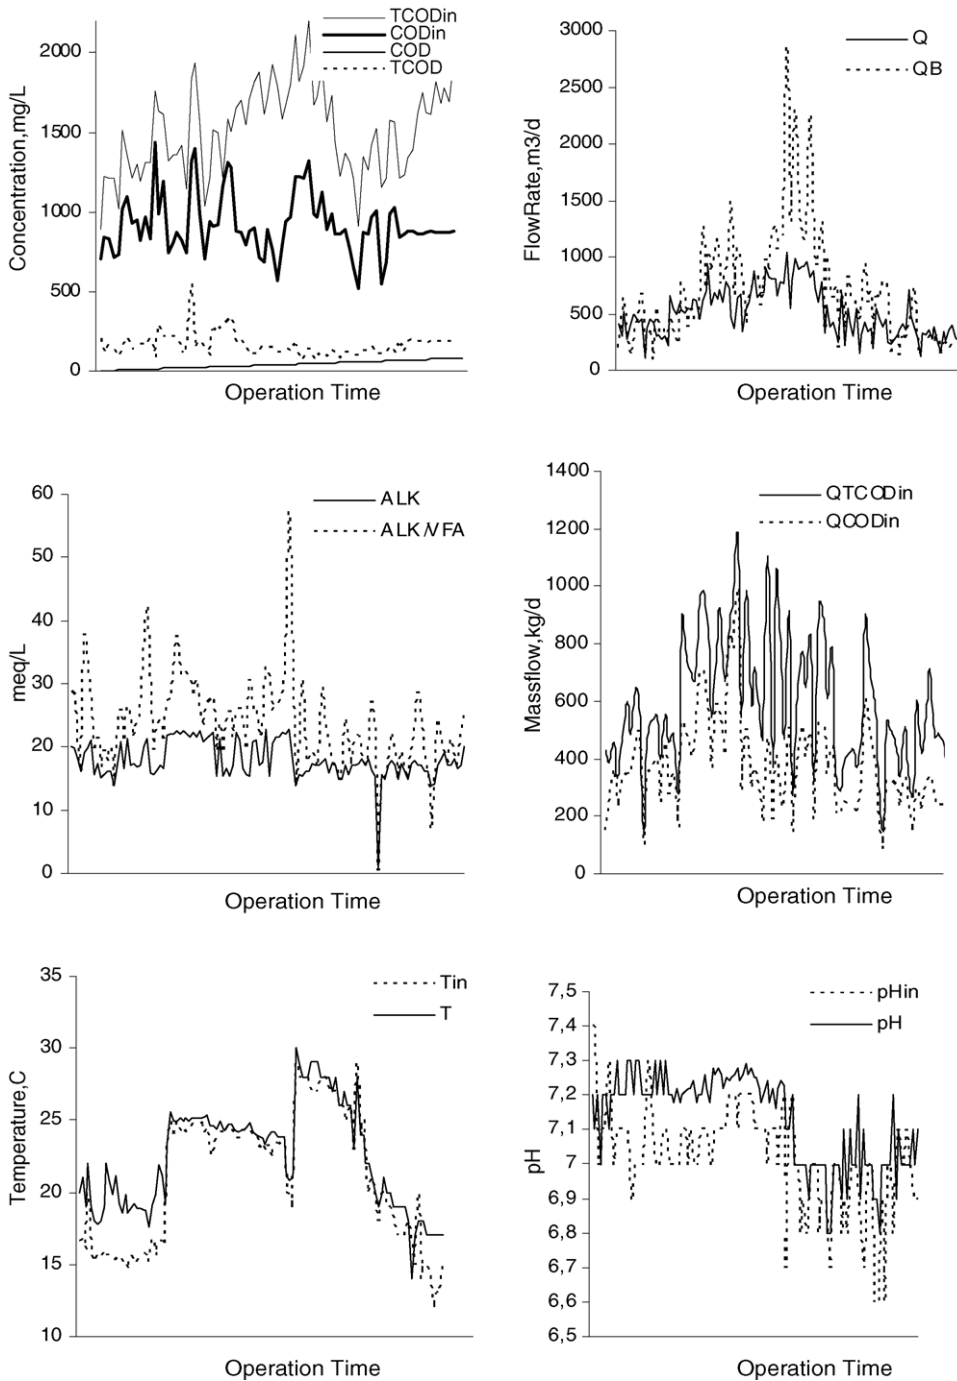 TCODin
CODin
COD
TCOD
2000
1500
1000
500
0
Concentration,mg/L
Operation Time
Q
QB
3000
2500
2000
1500
1000
500
0
FlowRate,m3/d
Operation Time
ALK
ALK/VFA
60
50
40
30
20
10
0
meq/L
Operation Time
QTCODin
QCODin
1400
1200
1000
800
600
400
200
0
Massflow,kg/d
Operation Time
Tin
T
35
30
25
20
15
10
Temperature,C
Operation Time
pHin
pH
7,5
7,4
7,3
7,2
7,1
7
6,9
6,8
6,7
6,6
6,5
pH
Operation Time